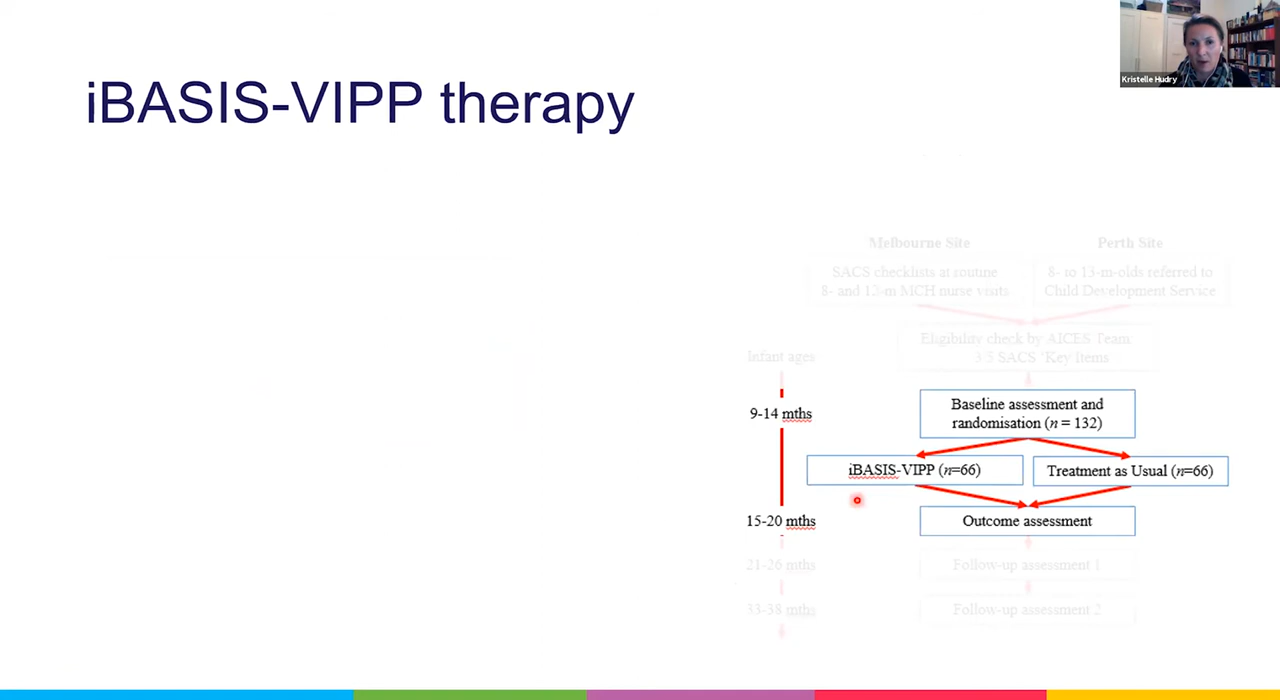 Kristelle Hudry
iBASIS-VIPP therapy
Melbourne Site
Perth Site
SACS checklists at routine
8- and 12-m MCH nurse visits
8- to 13-m-olds referred to
Child Development Service
Eligibility check by AICES Team
3/5 SACS 'Key Items
Infant ages
9-14 mths
Baseline assessment and
randomisation (n = 132)
iBASIS-VIPP (n=66)
Treatment as Usual (n=66)
15-20 mths
Outcome assessment
21-26 mths
Follow-up assessment 1
33-38 mths
Follow-up assessment 2